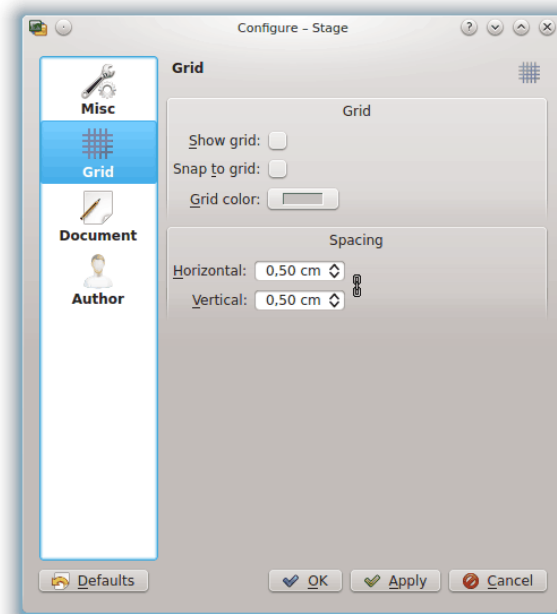 Configure – Stage
Misc
Grid
Document
Author
Grid
Grid
Show grid:
Snap to grid:
Grid color:
Spacing
Horizontal: 0,50 cm
Vertical: 0,50 cm
Defaults OK Apply Cancel